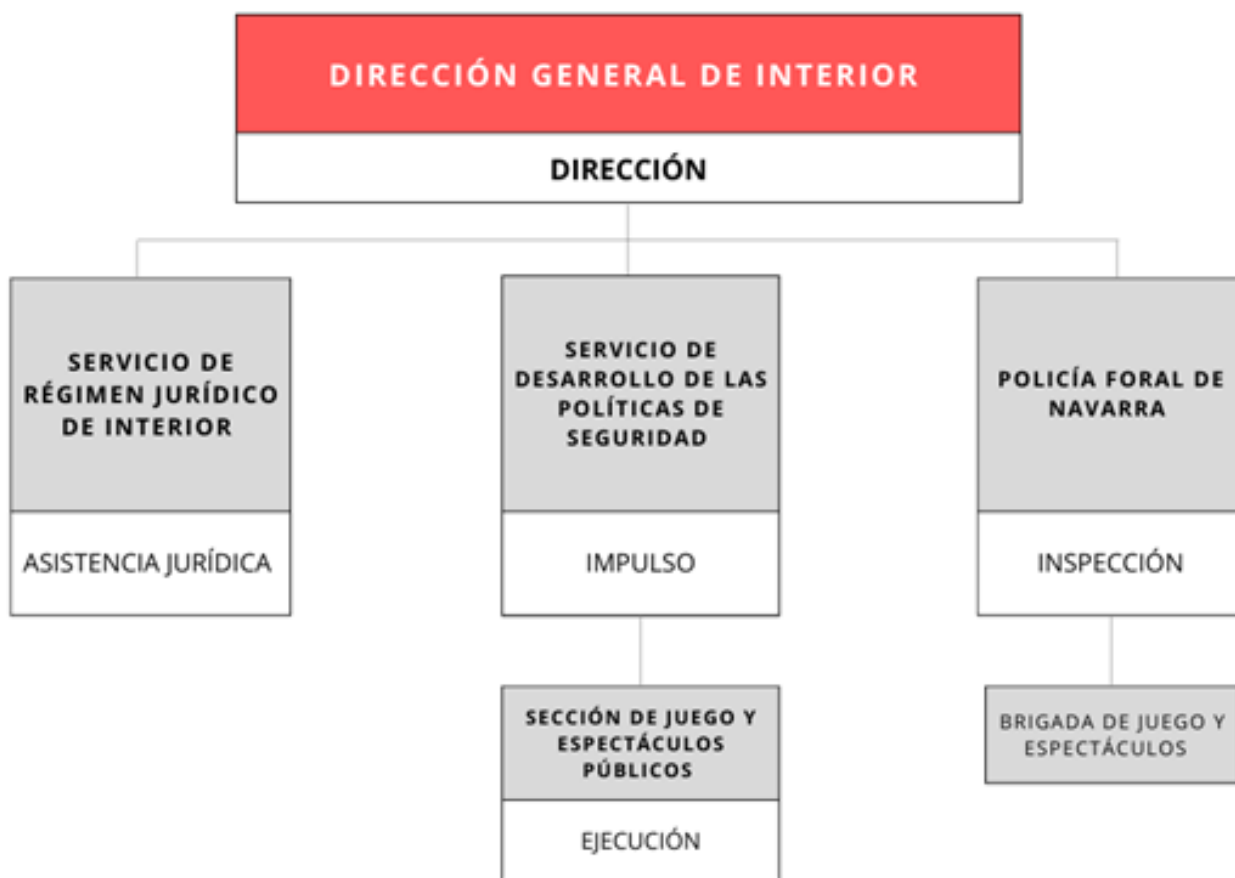 DIRECCIÓN GENERAL DE INTERIOR
DIRECCIÓN
SERVICIO DE
RÉGIMEN JURÍDICO
DE INTERIOR
ASISTENCIA JURÍDICA
SERVICIO DE
DESARROLLO DE LAS
POLÍTICAS DE
SEGURIDAD
IMPULSO
POLICÍA FORAL DE
NAVARRA
INSPECCIÓN
SECCIÓN DE JUEGO Y
ESPECTÁCULOS
PÚBLICOS
EJECUCIÓN
BRIGADA DE JUEGO Y
ESPECTÁCULOS